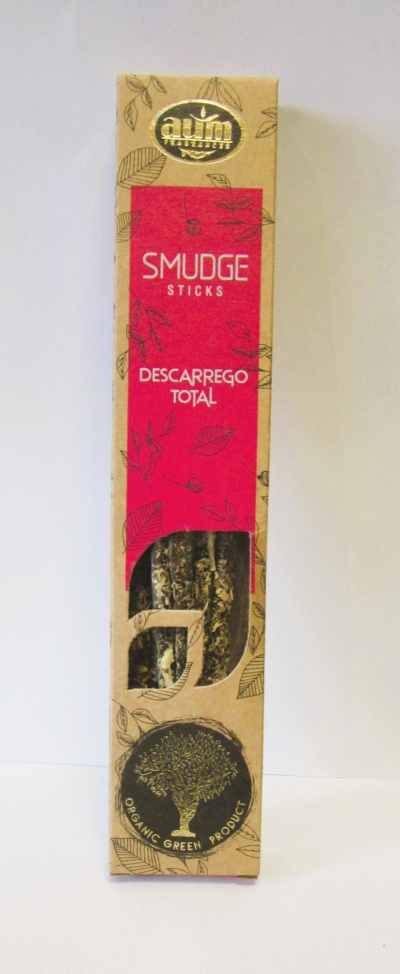 aum
FRAGRANCES
SMUDGE
STICKS
DESCARREGO
TOTAL
ORGANIC GREEN PRODUCT